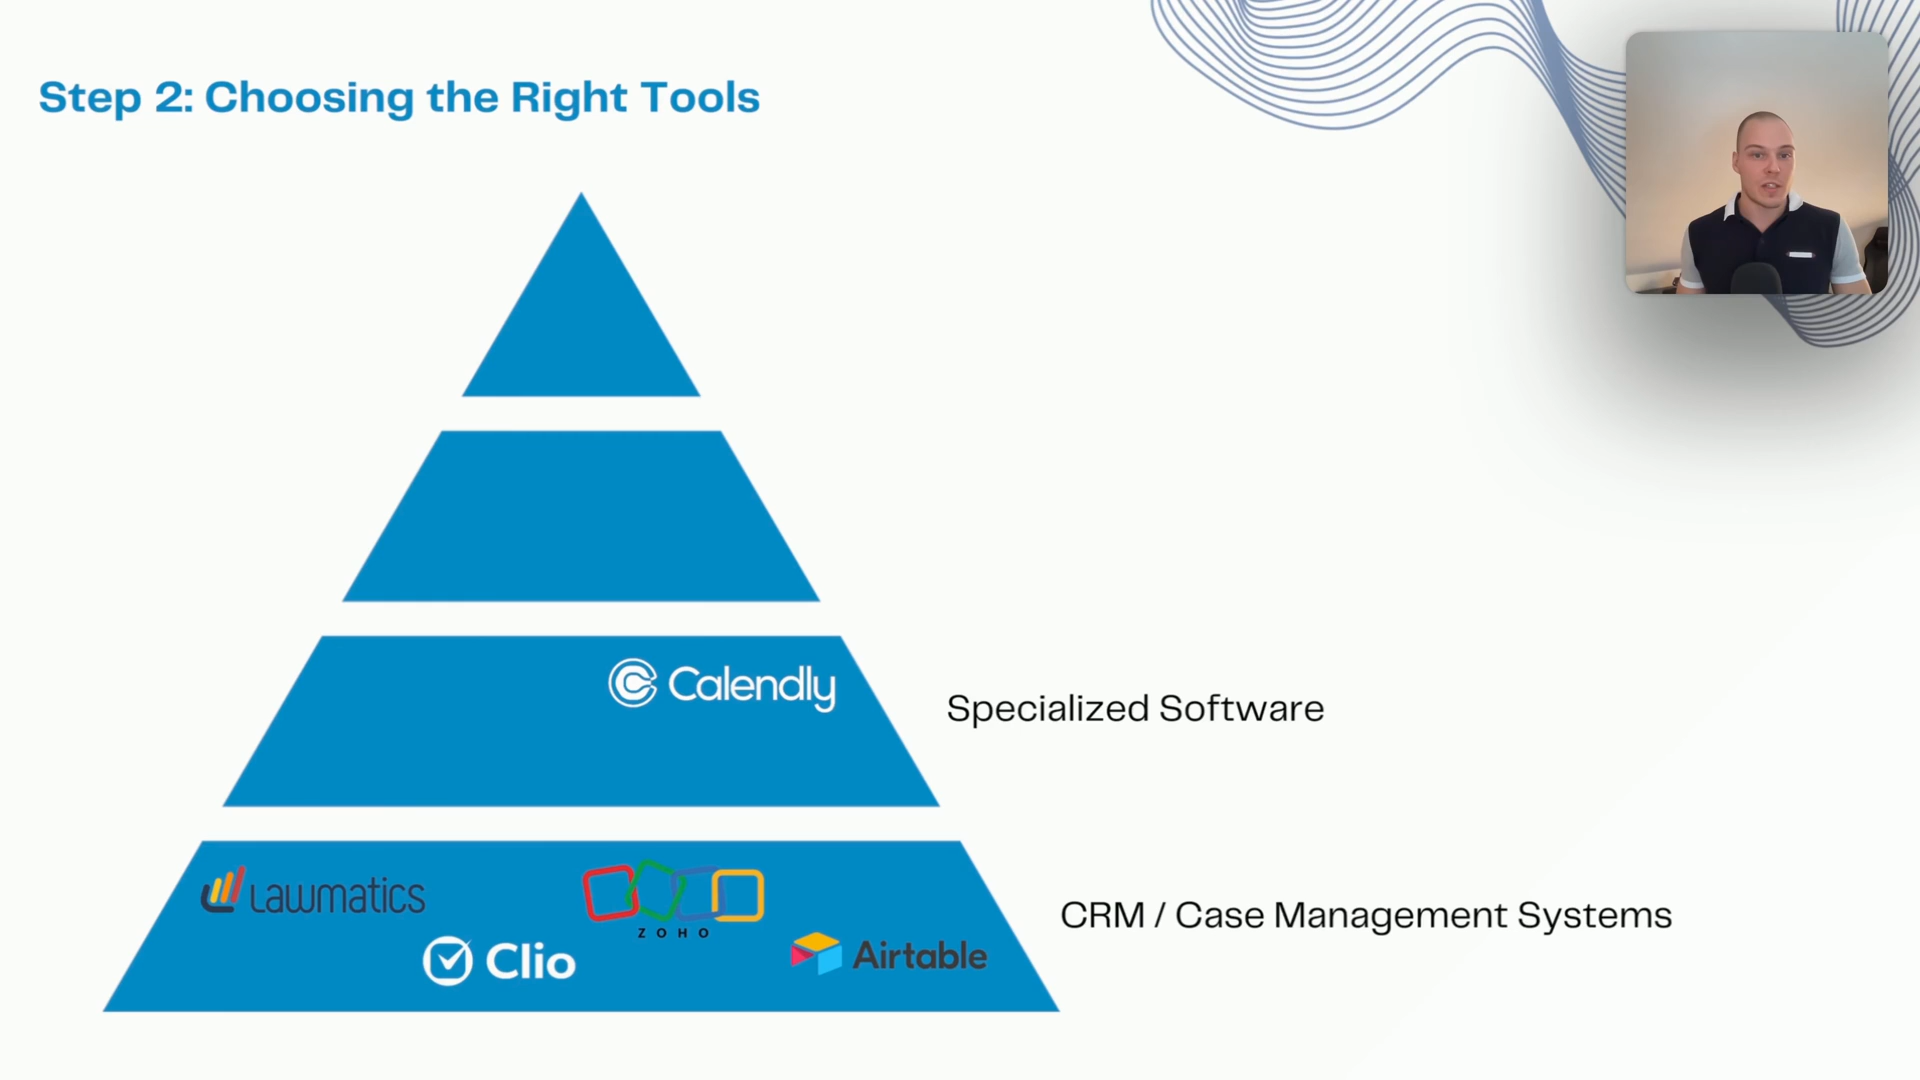 Step 2: Choosing the Right Tools
Calendly
Specialized Software
Lawmatics
ZOHO
Clio
Airtable
CRM / Case Management Systems